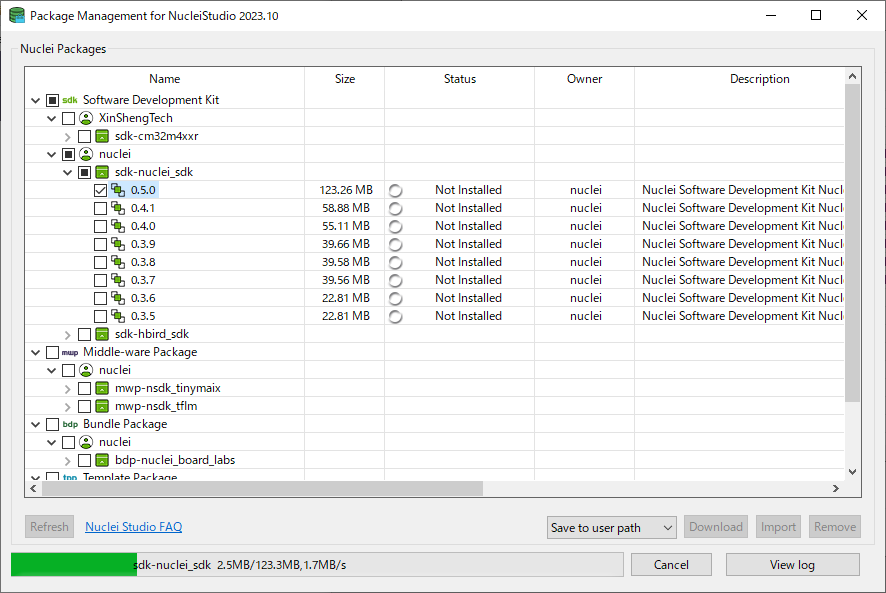 Package Management for NucleiStudio 2023.10
Nuclei Packages
Name Size Status Owner Description
sdk Software Development Kit
XinShengTech
sdk-cm32m4xxr
nuclei
sdk-nuclei_sdk
0.5.0 123.26 MB Not Installed nuclei Nuclei Software Development Kit Nucl
0.4.1 58.88 MB Not Installed nuclei Nuclei Software Development Kit Nucl
0.4.0 55.11 MB Not Installed nuclei Nuclei Software Development Kit Nucl
0.3.9 39.66 MB Not Installed nuclei Nuclei Software Development Kit Nucl
0.3.8 39.58 MB Not Installed nuclei Nuclei Software Development Kit Nucl
0.3.7 39.56 MB Not Installed nuclei Nuclei Software Development Kit Nucl
0.3.6 22.81 MB Not Installed nuclei Nuclei Software Development Kit Nucl
0.3.5 22.81 MB Not Installed nuclei Nuclei Software Development Kit Nucl
sdk-hbird_sdk
mwp Middle-ware Package
nuclei
mwp-nsdk_tinymaix
mwp-nsdk_tflm
bdp Bundle Package
nuclei
bdp-nuclei_board_labs
tpp Template Package
Refresh Nuclei Studio FAQ Save to user path Download Import Remove
sdk-nuclei_sdk 2.5MB/123.3MB,1.7MB/s Cancel View log